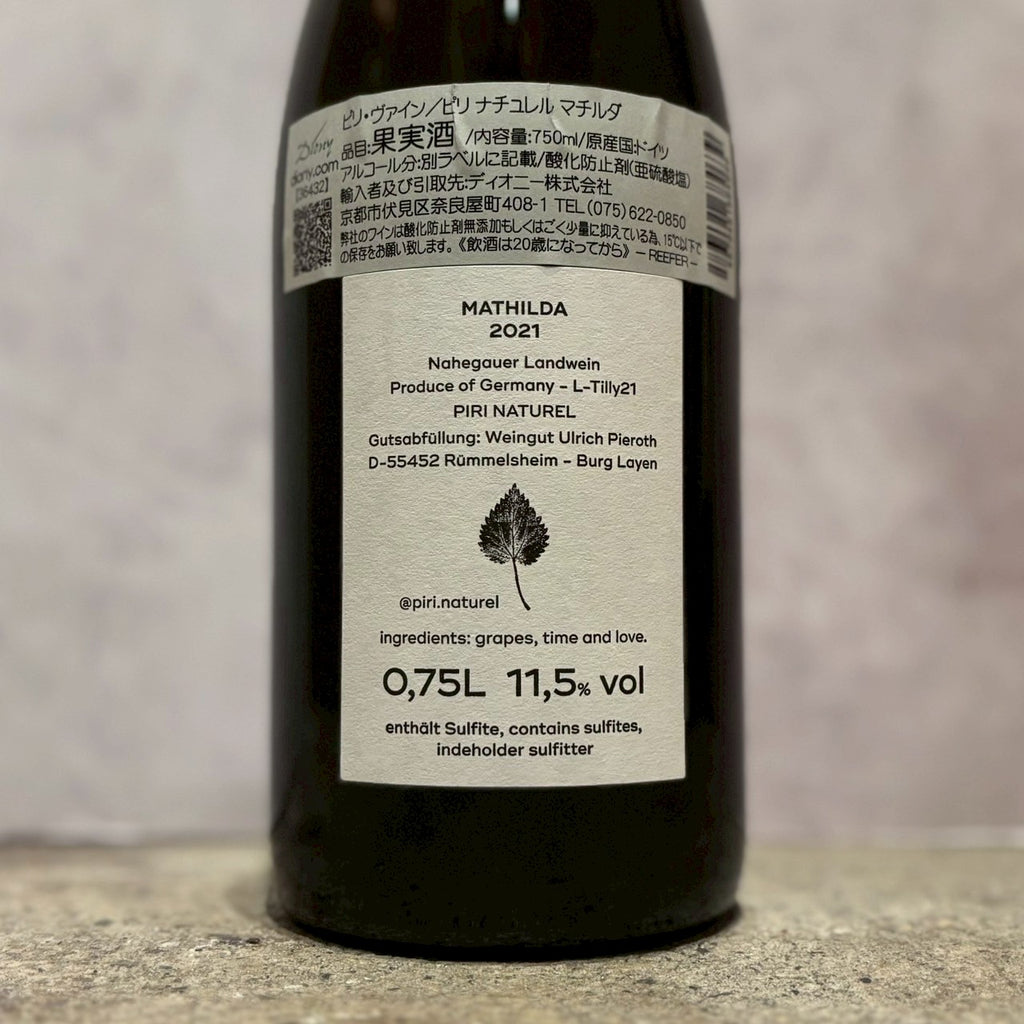 ピリ・ヴァイン／ピリ ナチュレル マチルダ
Diony
diony.com
[36432]
品目:果実酒 /内容量:750ml/原産国:ドイツ
アルコール分:別ラベルに記載/酸化防止剤(亜硫酸塩)
輸入者及び引取先:ディオニー株式会社
京都市伏見区奈良屋町408-1 TEL(075)622-0850
弊社のワインは酸化防止剤無添加もしくはごく少量に抑えている為、15℃以下で
の保存をお願い致します。《飲酒は20歳になってから》 － REEFER －
MATHILDA
2021
Nahegauer Landwein
Produce of Germany – L-Tilly21
PIRI NATUREL
Gutsabfüllung: Weingut Ulrich Pieroth
D-55452 Rümmelsheim – Burg Layen
@piri.naturel
ingredients: grapes, time and love.
0,75L 11,5% vol
enthält Sulfite, contains sulfites,
indeholder sulfitter